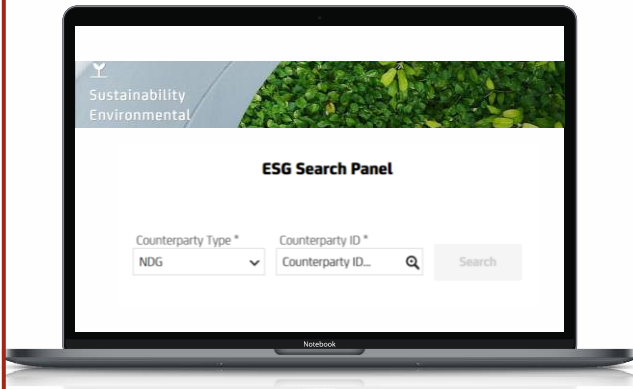 Sustainability
Environmental
ESG Search Panel
Counterparty Type *
Counterparty ID *
NDG
Counterparty ID...
Search
Notebook